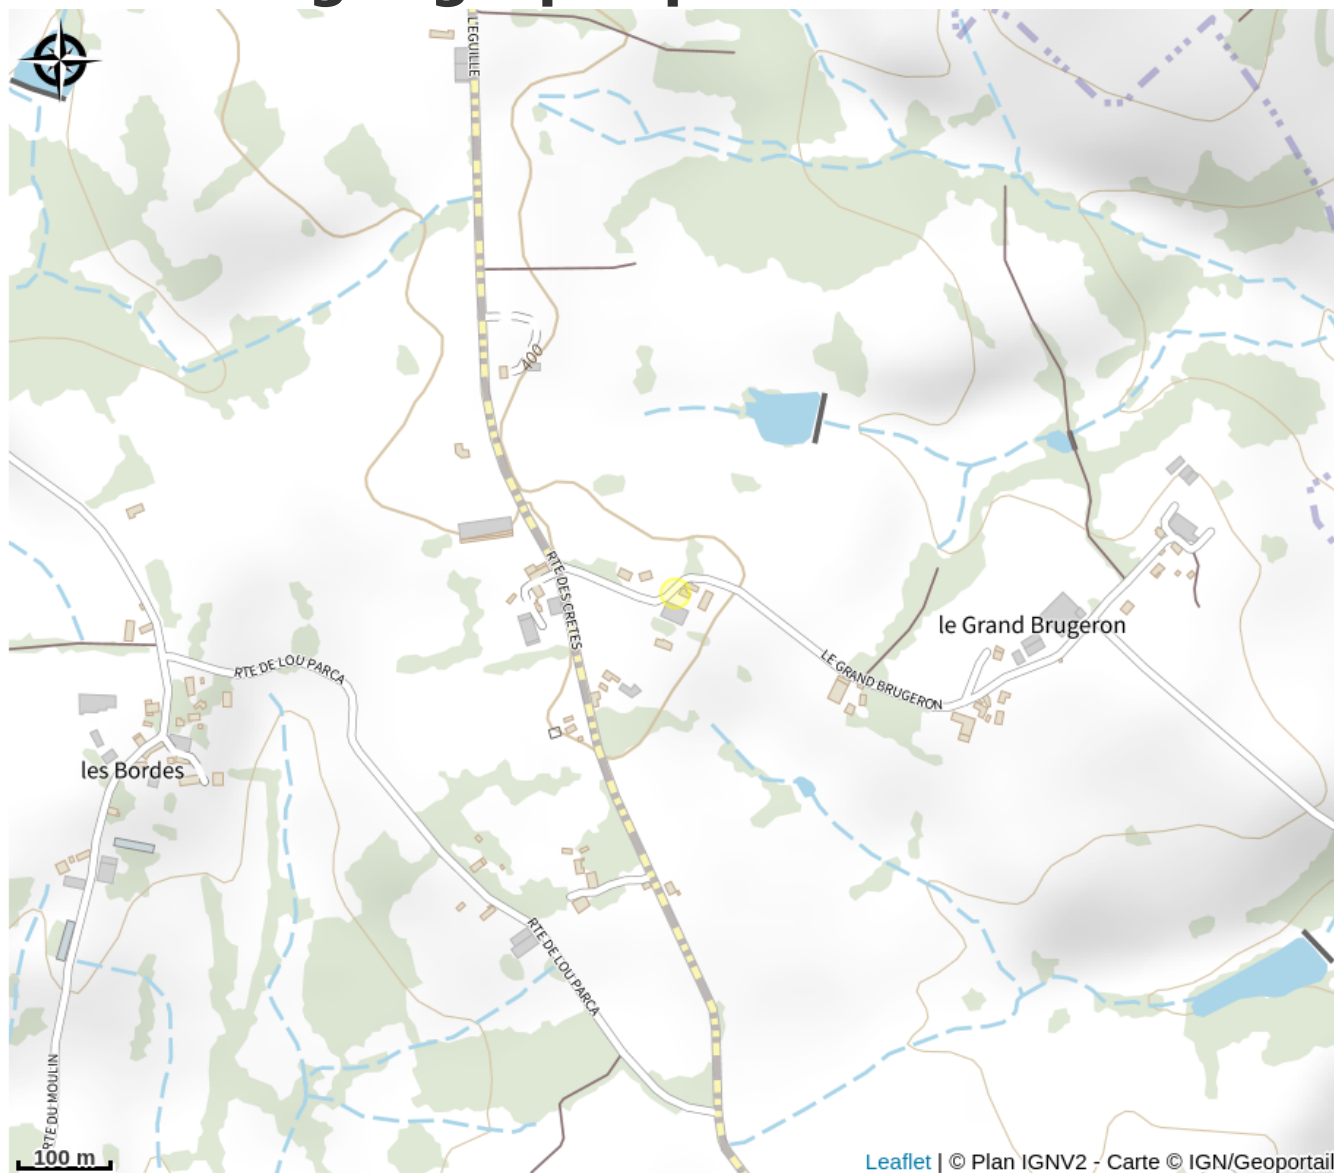 L'EGUILLE
400
RTE DES CRETES
le Grand Brugeron
RTE DE LOU PARCA
LE GRAND BRUGERON
les Bordes
RTE DE LOU PARCA
RTE DU MOULIN
100 m
Leaflet | © Plan IGNV2 - Carte © IGN/Geoportail